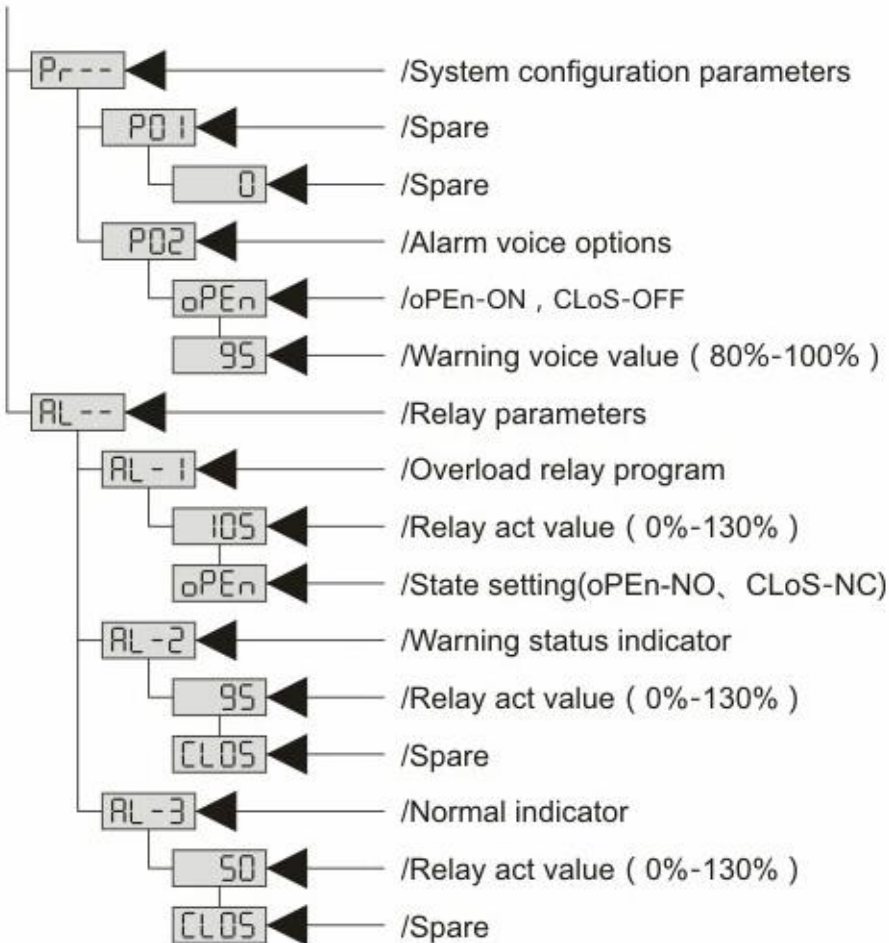 Pr-- /System configuration parameters
P01 /Spare
0 /Spare
P02 /Alarm voice options
oPEn /oPEn-ON , CLoS-OFF
95 /Warning voice value ( 80%-100% )
AL-- /Relay parameters
AL-1 /Overload relay program
105 /Relay act value ( 0%-130% )
oPEn /State setting(oPEn-NO、CLoS-NC)
AL-2 /Warning status indicator
95 /Relay act value ( 0%-130% )
CLOS /Spare
AL-3 /Normal indicator
50 /Relay act value ( 0%-130% )
CLOS /Spare